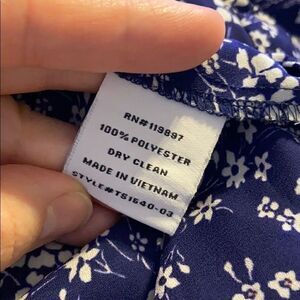 RN#119897
100% POLYESTER
DRY CLEAN
MADE IN VIETNAM
STYLE#TS1640-03